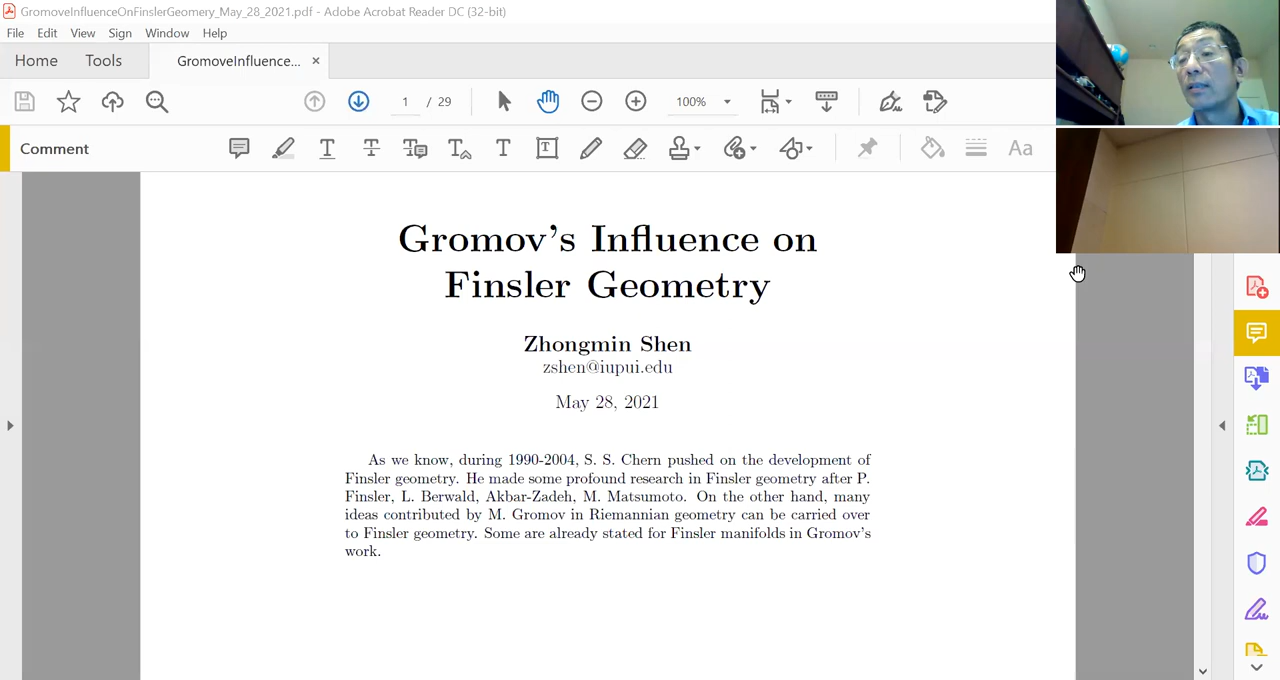 GromoveInfluenceOnFinslerGeomery_May_28_2021.pdf - Adobe Acrobat Reader DC (32-bit)
File Edit View Sign Window Help
Home Tools GromoveInfluence... ×
1 / 29 100%
Comment
Aa
Gromov's Influence on
Finsler Geometry
Zhongmin Shen
zshen@iupui.edu
May 28, 2021
As we know, during 1990-2004, S. S. Chern pushed on the development of
Finsler geometry. He made some profound research in Finsler geometry after P.
Finsler, L. Berwald, Akbar-Zadeh, M. Matsumoto. On the other hand, many
ideas contributed by M. Gromov in Riemannian geometry can be carried over
to Finsler geometry. Some are already stated for Finsler manifolds in Gromov's
work.